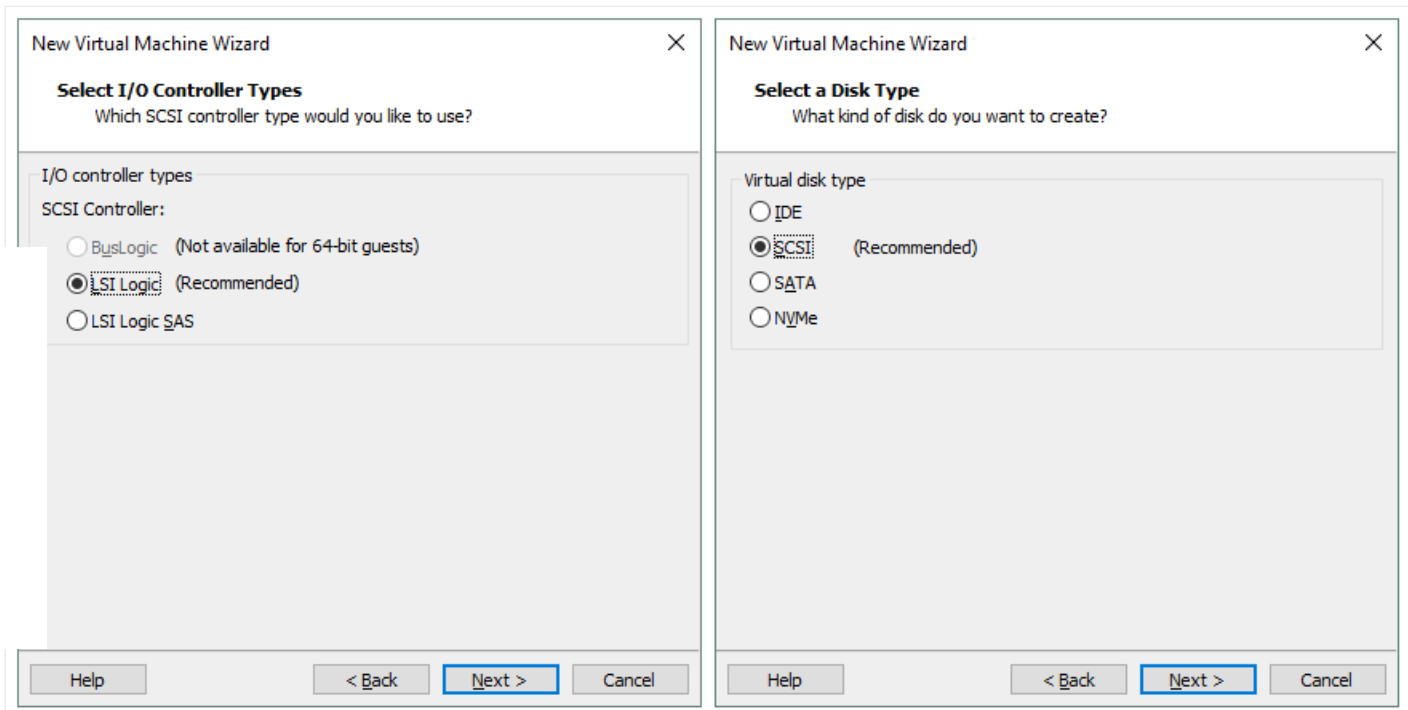 New Virtual Machine Wizard
Select I/O Controller Types
Which SCSI controller type would you like to use?
I/O controller types
SCSI Controller:
BusLogic (Not available for 64-bit guests)
LSI Logic (Recommended)
LSI Logic SAS
Help < Back Next > Cancel
New Virtual Machine Wizard
Select a Disk Type
What kind of disk do you want to create?
Virtual disk type
IDE
SCSI (Recommended)
SATA
NVMe
Help < Back Next > Cancel